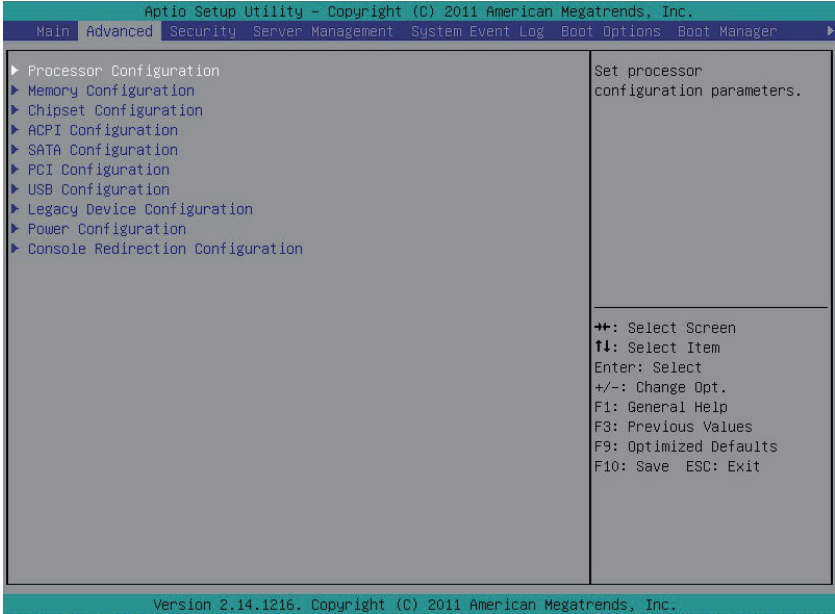 Aptio Setup Utility – Copyright (C) 2011 American Megatrends, Inc.
Main Advanced Security Server Management System Event Log Boot Options Boot Manager
Processor Configuration
Memory Configuration
Chipset Configuration
ACPI Configuration
SATA Configuration
PCI Configuration
USB Configuration
Legacy Device Configuration
Power Configuration
Console Redirection Configuration
Set processor
configuration parameters.
→←: Select Screen
↑↓: Select Item
Enter: Select
+/-: Change Opt.
F1: General Help
F3: Previous Values
F9: Optimized Defaults
F10: Save ESC: Exit
Version 2.14.1216. Copyright (C) 2011 American Megatrends, Inc.